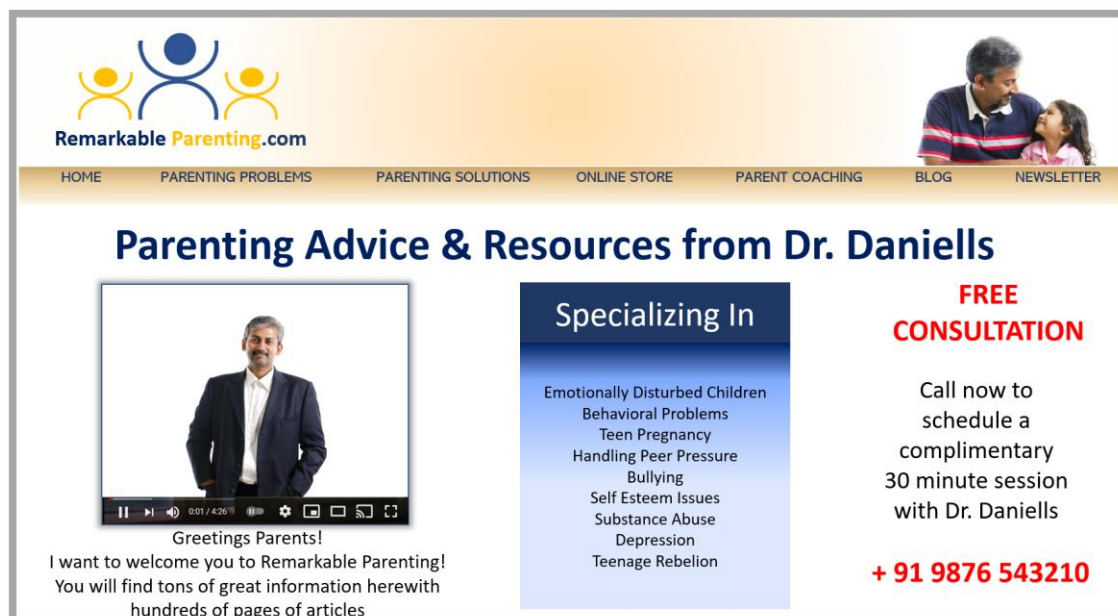 Remarkable Parenting.com
HOME PARENTING PROBLEMS PARENTING SOLUTIONS ONLINE STORE PARENT COACHING BLOG NEWSLETTER
Parenting Advice & Resources from Dr. Daniells
0:01 / 4:26
Greetings Parents!
I want to welcome you to Remarkable Parenting!
You will find tons of great information herewith
hundreds of pages of articles
Specializing In
Emotionally Disturbed Children
Behavioral Problems
Teen Pregnancy
Handling Peer Pressure
Bullying
Self Esteem Issues
Substance Abuse
Depression
Teenage Rebelion
FREE
CONSULTATION
Call now to
schedule a
complimentary
30 minute session
with Dr. Daniells
+ 91 9876 543210